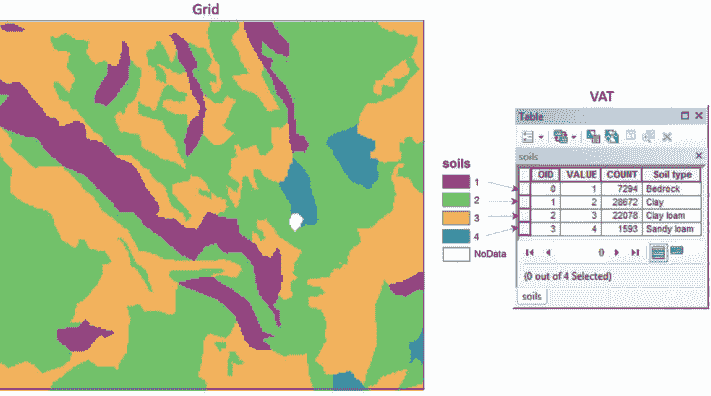 Grid
VAT
Table
soils
OID VALUE COUNT Soil type
0 1 7294 Bedrock
1 2 28672 Clay
2 3 22078 Clay loam
3 4 1593 Sandy loam
0
(0 out of 4 Selected)
soils
soils
1
2
3
4
NoData